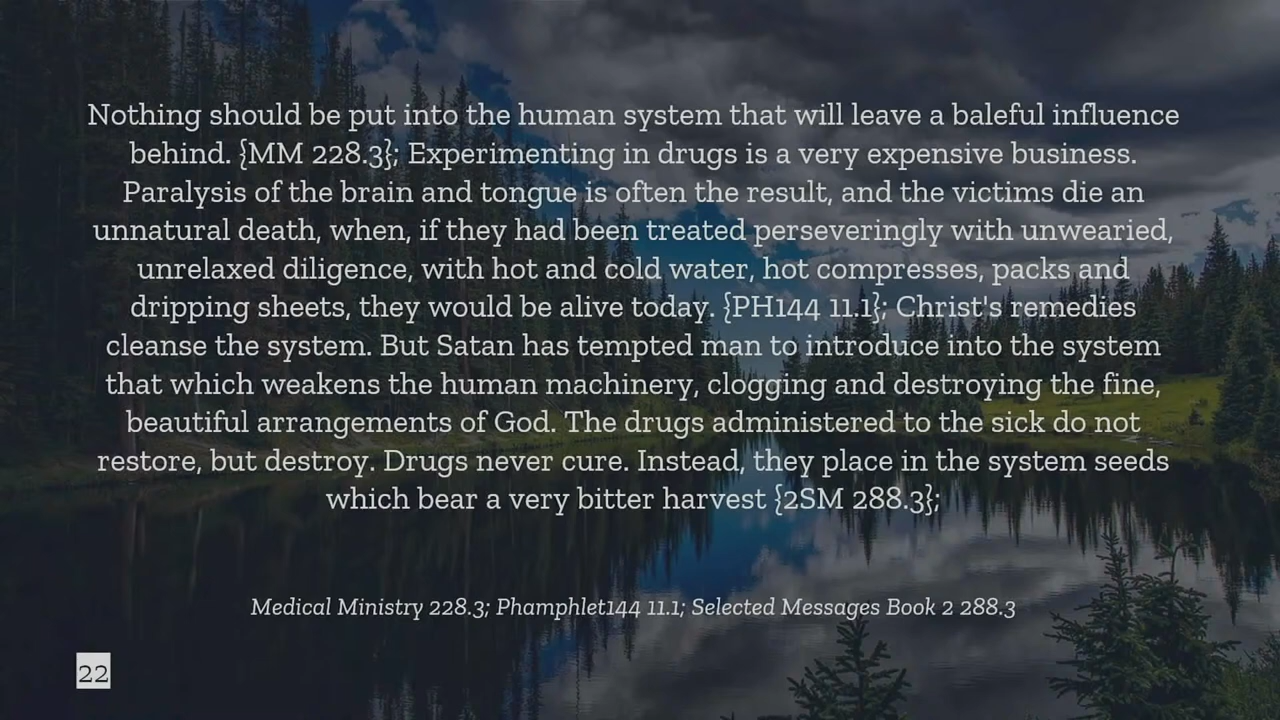 Nothing should be put into the human system that will leave a baleful influence
behind. {MM 228.3}; Experimenting in drugs is a very expensive business.
Paralysis of the brain and tongue is often the result, and the victims die an
unnatural death, when, if they had been treated perseveringly with unwearied,
unrelaxed diligence, with hot and cold water, hot compresses, packs and
dripping sheets, they would be alive today. {PH144 11.1}; Christ's remedies
cleanse the system. But Satan has tempted man to introduce into the system
that which weakens the human machinery, clogging and destroying the fine,
beautiful arrangements of God. The drugs administered to the sick do not
restore, but destroy. Drugs never cure. Instead, they place in the system seeds
which bear a very bitter harvest {2SM 288.3};
Medical Ministry 228.3; Phamphlet144 11.1; Selected Messages Book 2 288.3
22